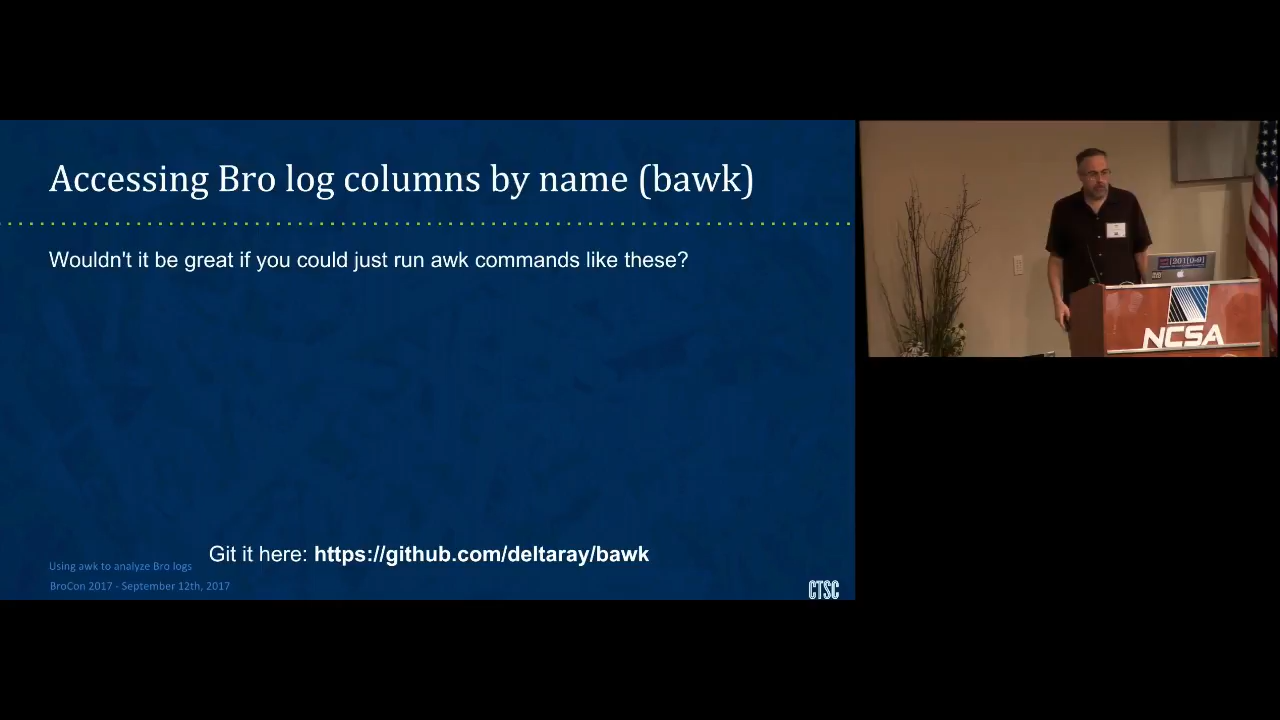 Accessing Bro log columns by name (bawk)
Wouldn't it be great if you could just run awk commands like these?
Git it here: https://github.com/deltaray/bawk
Using awk to analyze Bro logs
BroCon 2017 - September 12th, 2017
CTSC
NCSA